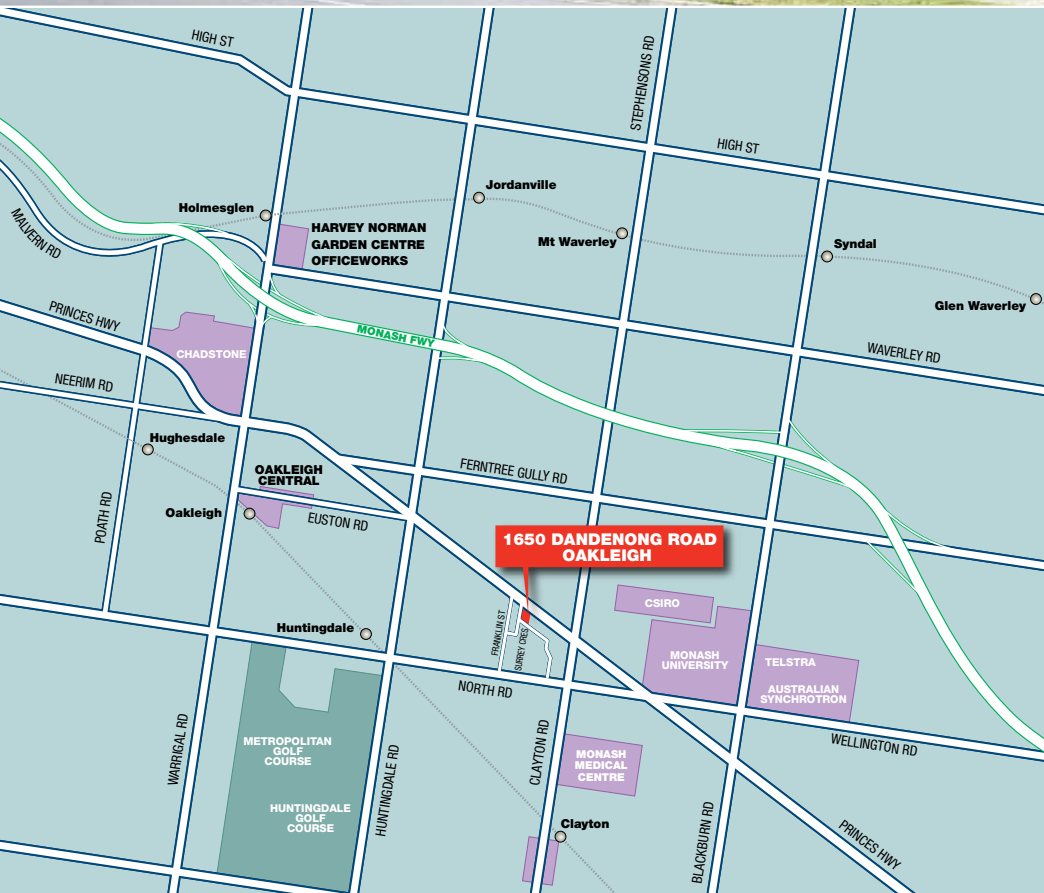 HIGH ST
STEPHENSONS RD
HIGH ST
Jordanville
Holmesglen
MALVERN RD
HARVEY NORMAN
GARDEN CENTRE
OFFICEWORKS
Mt Waverley
Syndal
Glen Waverley
PRINCES HWY
MONASH FWY
CHADSTONE
WAVERLEY RD
NEERIM RD
Hughesdale
OAKLEIGH
CENTRAL
FERNTREE GULLY RD
POATH RD
Oakleigh
EUSTON RD
1650 DANDENONG ROAD
OAKLEIGH
CSIRO
FRANKLIN ST
SURREY CRES
Huntingdale
MONASH
UNIVERSITY
TELSTRA
AUSTRALIAN
SYNCHROTRON
NORTH RD
WARRIGAL RD
METROPOLITAN
GOLF
COURSE
HUNTINGDALE RD
CLAYTON RD
MONASH
MEDICAL
CENTRE
WELLINGTON RD
HUNTINGDALE
GOLF
COURSE
Clayton
BLACKBURN RD
PRINCES HWY